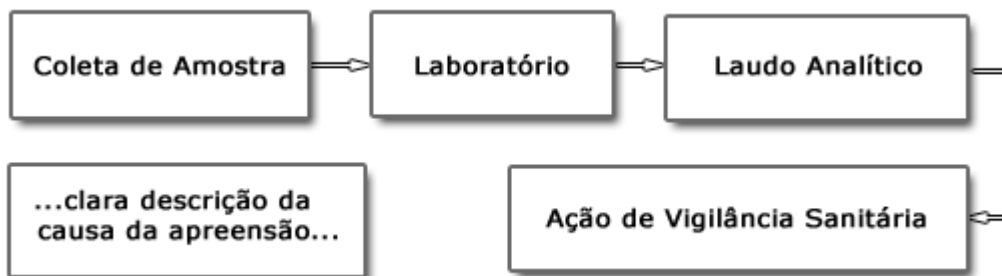 Coleta de Amostra
Laboratório
Laudo Analítico
...clara descrição da
causa da apreensão...
Ação de Vigilância Sanitária